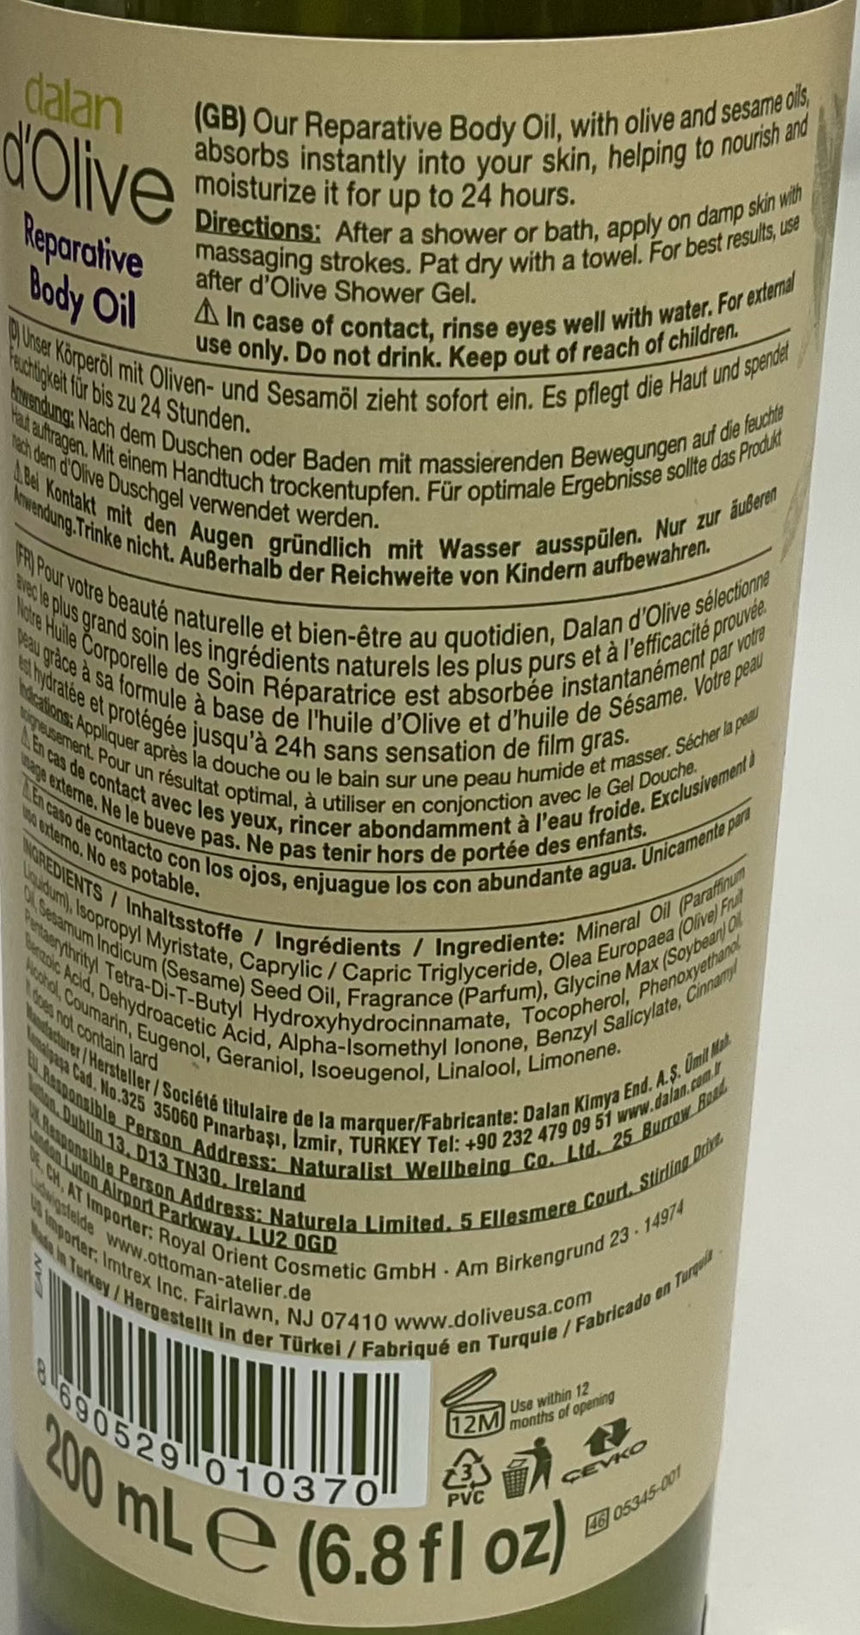 dalan
d'Olive
Reparative
Body Oil
(GB) Our Reparative Body Oil, with olive and sesame oils,
absorbs instantly into your skin, helping to nourish and
moisturize it for up to 24 hours.
Directions: After a shower or bath, apply on damp skin with
massaging strokes. Pat dry with a towel. For best results, use
after d'Olive Shower Gel.
⚠ In case of contact, rinse eyes well with water. For external
use only. Do not drink. Keep out of reach of children.
(D) Unser Körperöl mit Oliven- und Sesamöl zieht sofort ein. Es pflegt die Haut und spendet
Feuchtigkeit für bis zu 24 Stunden.
Anwendung: Nach dem Duschen oder Baden mit massierenden Bewegungen auf die feuchte
Haut auftragen. Mit einem Handtuch trockentupfen. Für optimale Ergebnisse sollte das Produkt
nach dem d'Olive Duschgel verwendet werden.
⚠ Bei Kontakt mit den Augen gründlich mit Wasser ausspülen. Nur zur äußeren
Anwendung.Trinke nicht. Außerhalb der Reichweite von Kindern aufbewahren.
(FR) Pour votre beauté naturelle et bien-être au quotidien, Dalan d'Olive sélectionne
avec le plus grand soin les ingrédients naturels les plus purs et à l'efficacité prouvée.
Notre Huile Corporelle de Soin Réparatrice est absorbée instantanément par votre
peau grâce à sa formule à base de l'huile d'Olive et d'huile de Sésame. Votre peau
est hydratée et protégée jusqu'à 24h sans sensation de film gras.
Indications: Appliquer après la douche ou le bain sur une peau humide et masser. Sécher la peau
soigneusement. Pour un résultat optimal, à utiliser en conjonction avec le Gel Douche.
⚠ En cas de contact avec les yeux, rincer abondamment à l'eau froide. Exclusivement à
usage externe. Ne le bueve pas. Ne pas tenir hors de portée des enfants.
⚠ En caso de contacto con los ojos, enjuague los con abundante agua. Unicamente para
uso externo. No es potable.
INGREDIENTS / Inhaltsstoffe / Ingrédients / Ingrediente: Mineral Oil (Paraffinum
Liquidum), Isopropyl Myristate, Caprylic / Capric Triglyceride, Olea Europaea (Olive) Fruit
Oil, Sesamum Indicum (Sesame) Seed Oil, Fragrance (Parfum), Glycine Max (Soybean) Oil,
Pentaerythrityl Tetra-Di-T-Butyl Hydroxyhydrocinnamate, Tocopherol, Phenoxyethanol,
Benzoic Acid, Dehydroacetic Acid, Alpha-Isomethyl Ionone, Benzyl Salicylate, Cinnamyl
Alcohol, Coumarin, Eugenol, Geraniol, Isoeugenol, Linalool, Limonene.
It does not contain lard
Manufacturer / Hersteller / Société titulaire de la marquer/Fabricante: Dalan Kimya End. A.Ş. Ümit Mah.
Kemalpaşa Cad. No.325 35060 Pınarbaşı, İzmir, TURKEY Tel: +90 232 479 09 51 www.dalan.com.tr
EU Responsible Person Address: Naturalist Wellbeing Co. Ltd. 25 Burrow Road,
Sutton, Dublin 13, D13 TN30, Ireland
UK Responsible Person Address: Naturela Limited, 5 Ellesmere Court, Stirling Drive,
London Luton Airport Parkway, LU2 0GD
DE, CH, AT Importer: Royal Orient Cosmetic GmbH - Am Birkengrund 23 - 14974
Ludwigsfelde www.ottoman-atelier.de
US Importer: Imtrex Inc. Fairlawn, NJ 07410 www.doliveusa.com
Made in Turkey / Hergestellt in der Türkei / Fabriqué en Turquie / Fabricado en Turquía
EAN
8 690529 010370
12M
Use within 12
months of opening
3
PVC
ÇEVKO
200 mL e (6.8 fl oz)
46 05345-001